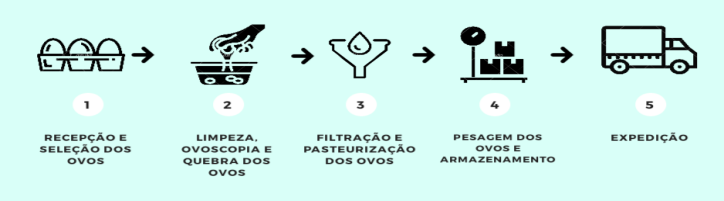 1
RECEPÇÃO E
SELEÇÃO DOS
OVOS
2
LIMPEZA,
OVOSCOPIA E
QUEBRA DOS
OVOS
3
FILTRAÇÃO E
PASTEURIZAÇÃO
DOS OVOS
4
PESAGEM DOS
OVOS E
ARMAZENAMENTO
5
EXPEDIÇÃO